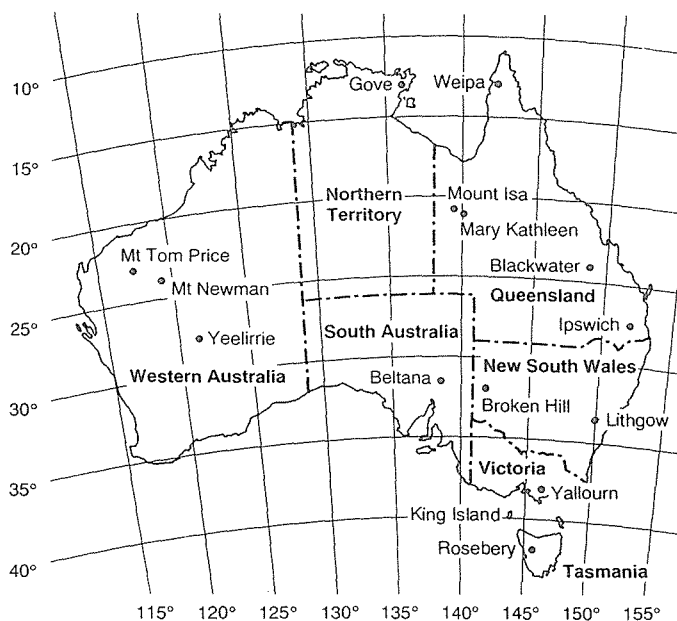 10°
15°
20°
25°
30°
35°
40°
Gove
Weipa
Northern
Territory
Mount Isa
Mary Kathleen
Mt Tom Price
Mt Newman
Blackwater
Queensland
Ipswich
Yeelirrie
South Australia
Western Australia
Beltana
New South Wales
Broken Hill
Lithgow
Victoria
Yallourn
King Island
Rosebery
Tasmania
115° 120° 125° 130° 135° 140° 145° 150° 155°